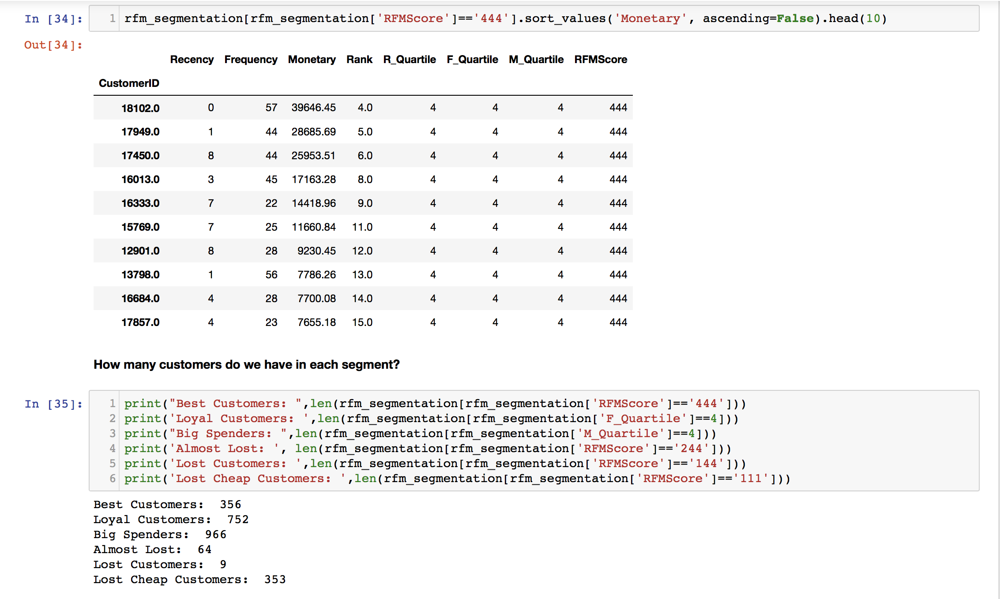 In [34]: 1 rfm_segmentation[rfm_segmentation['RFMScore']=='444'].sort_values('Monetary', ascending=False).head(10)
Out[34]:
Recency Frequency Monetary Rank R_Quartile F_Quartile M_Quartile RFMScore
CustomerID
18102.0 0 57 39646.45 4.0 4 4 4 444
17949.0 1 44 28685.69 5.0 4 4 4 444
17450.0 8 44 25953.51 6.0 4 4 4 444
16013.0 3 45 17163.28 8.0 4 4 4 444
16333.0 7 22 14418.96 9.0 4 4 4 444
15769.0 7 25 11660.84 11.0 4 4 4 444
12901.0 8 28 9230.45 12.0 4 4 4 444
13798.0 1 56 7786.26 13.0 4 4 4 444
16684.0 4 28 7700.08 14.0 4 4 4 444
17857.0 4 23 7655.18 15.0 4 4 4 444
How many customers do we have in each segment?
In [35]: 1 print("Best Customers: ",len(rfm_segmentation[rfm_segmentation['RFMScore']=='444']))
2 print('Loyal Customers: ',len(rfm_segmentation[rfm_segmentation['F_Quartile']==4]))
3 print("Big Spenders: ",len(rfm_segmentation[rfm_segmentation['M_Quartile']==4]))
4 print('Almost Lost: ', len(rfm_segmentation[rfm_segmentation['RFMScore']=='244']))
5 print('Lost Customers: ',len(rfm_segmentation[rfm_segmentation['RFMScore']=='144']))
6 print('Lost Cheap Customers: ',len(rfm_segmentation[rfm_segmentation['RFMScore']=='111']))
Best Customers:  356
Loyal Customers:  752
Big Spenders:  966
Almost Lost:  64
Lost Customers:  9
Lost Cheap Customers:  353